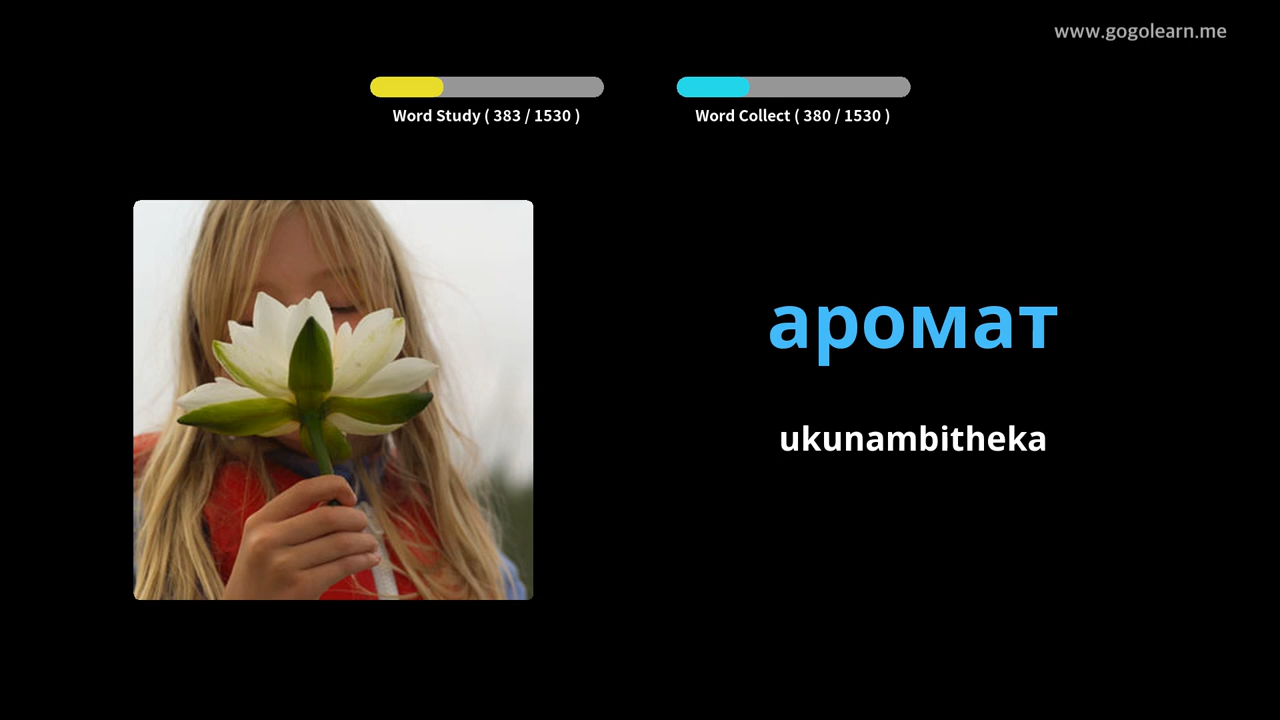 www.gogolearn.me
Word Study ( 383 / 1530 )
Word Collect ( 380 / 1530 )
аромат
ukunambitheka